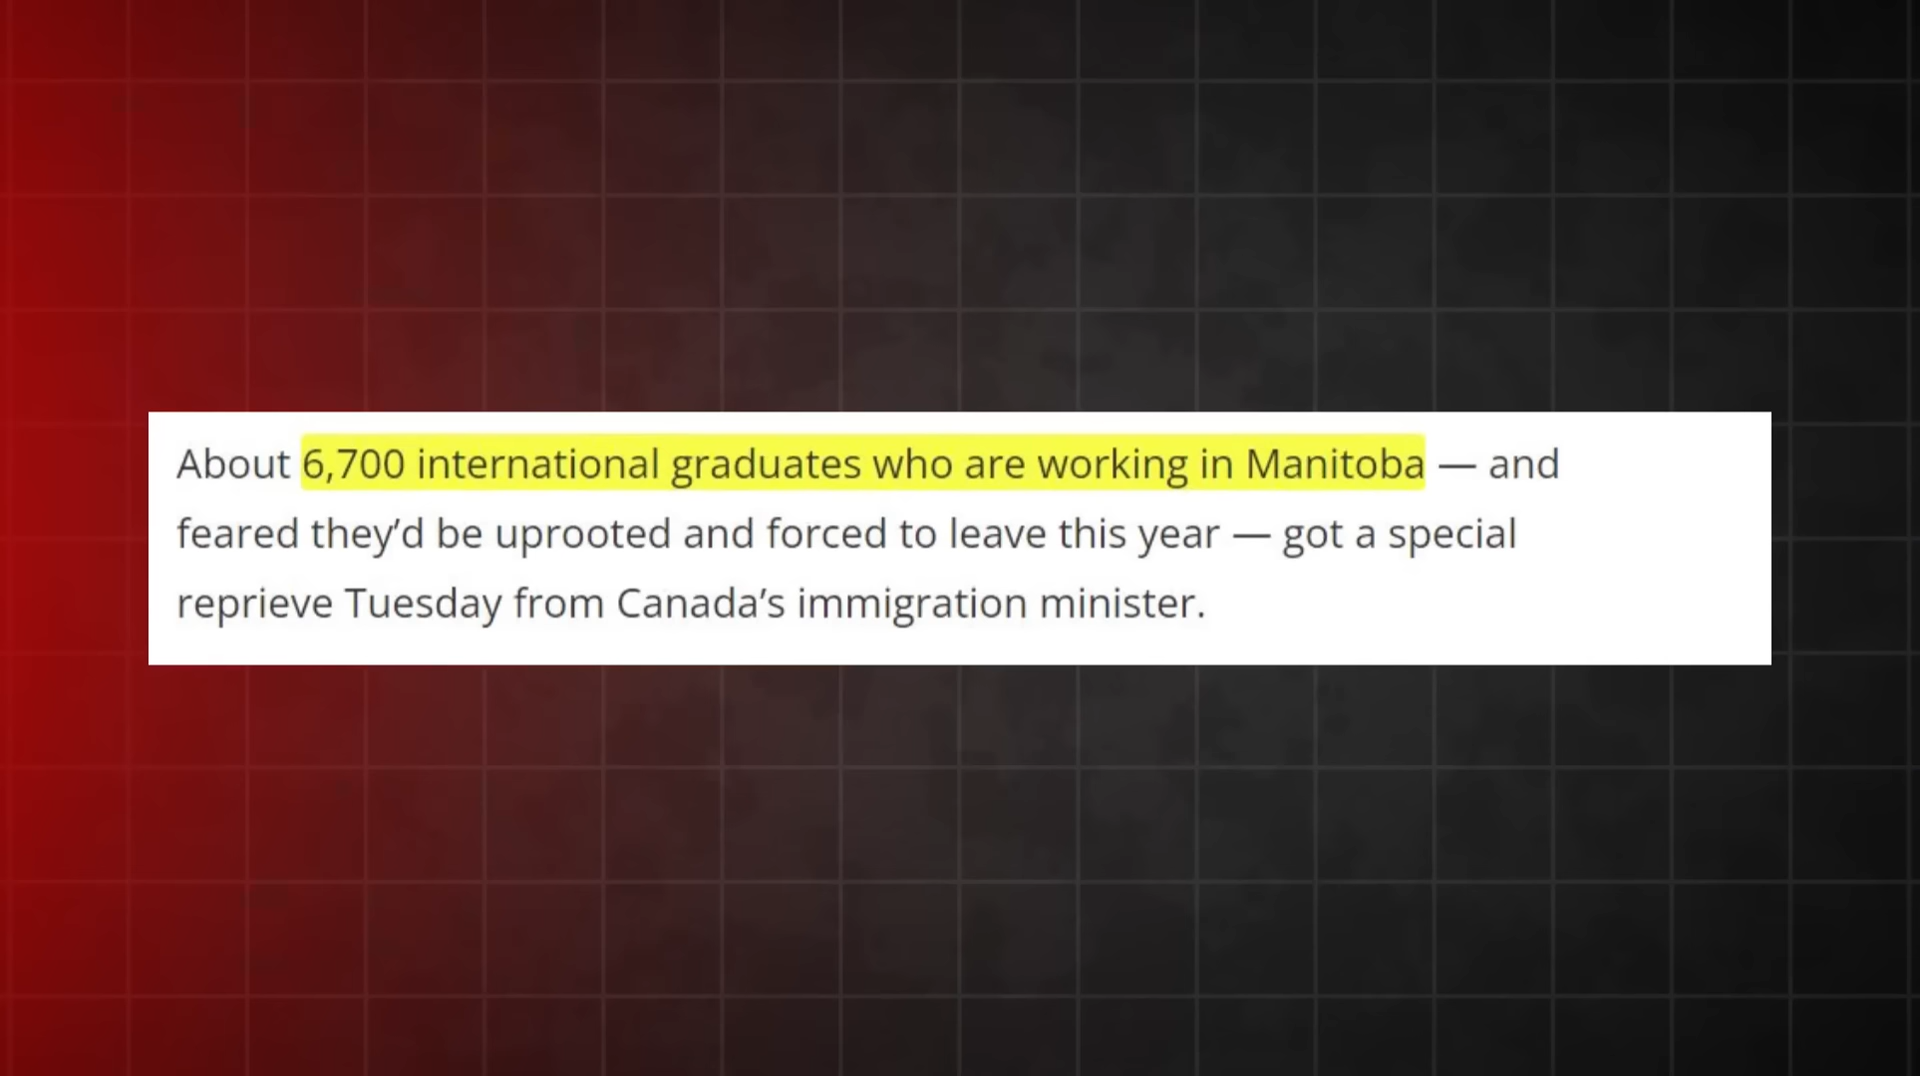 About 6,700 international graduates who are working in Manitoba — and
feared they’d be uprooted and forced to leave this year — got a special
reprieve Tuesday from Canada’s immigration minister.